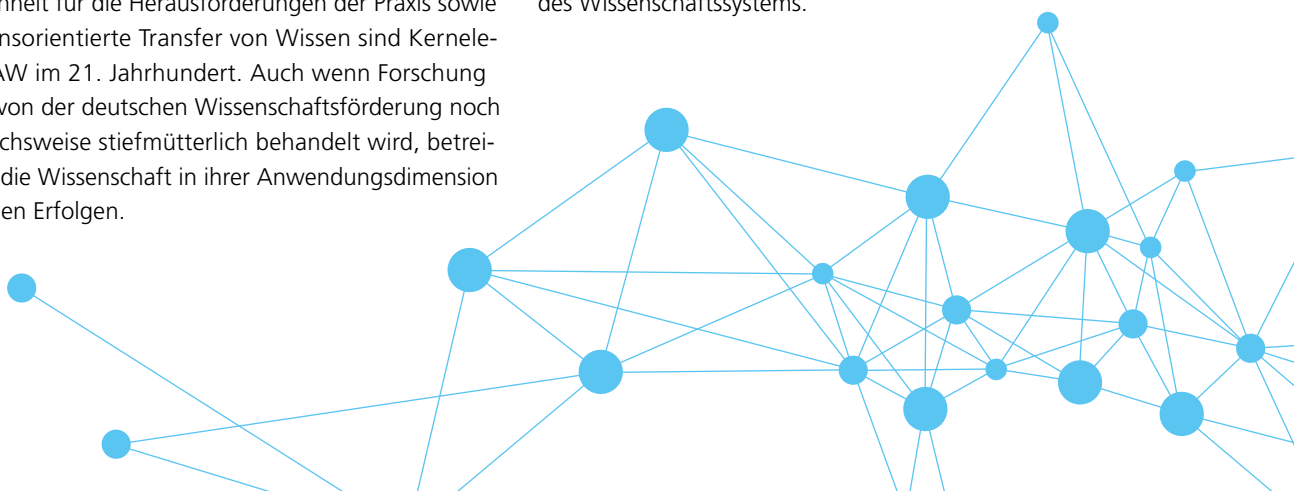 nheit für die Herausforderungen der Praxis sowie
nsorientierte Transfer von Wissen sind Kernele-
AW im 21. Jahrhundert. Auch wenn Forschung
von der deutschen Wissenschaftsförderung noch
chsweise stiefmütterlich behandelt wird, betrei-
die Wissenschaft in ihrer Anwendungsdimension
en Erfolgen.
des Wissenschaftssystems.